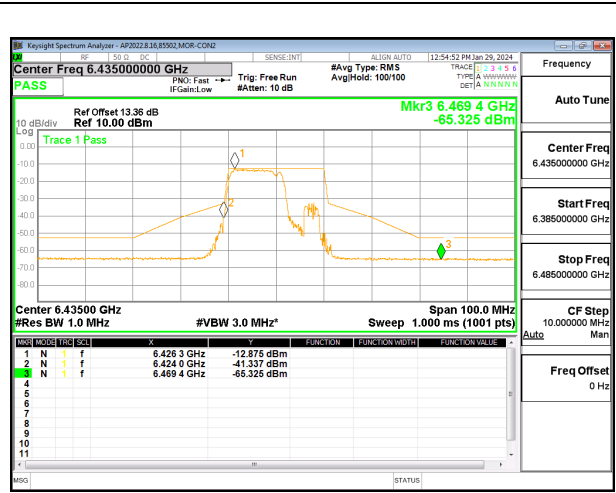 Keysight Spectrum Analyzer - AP2022.8.16,85502,MOR-CON2
RF 50 Ω DC SENSE:INT ALIGN AUTO 12:54:52 PM Jan 29, 2024
Center Freq 6.435000000 GHz
PASS
PNO: Fast
IFGain:Low
Trig: Free Run
#Atten: 10 dB
#Avg Type: RMS
Avg|Hold: 100/100
TRACE 1 2 3 4 5 6
TYPE A WWWWW
DET A N N N N N
Ref Offset 13.36 dB
10 dB/div Ref 10.00 dBm
Mkr3 6.469 4 GHz
-65.325 dBm
Log
Trace 1 Pass
0.00
-10.0
-20.0
-30.0
-40.0
-50.0
-60.0
-70.0
-80.0
1
2
3
Center 6.43500 GHz Span 100.0 MHz
#Res BW 1.0 MHz #VBW 3.0 MHz* Sweep 1.000 ms (1001 pts)
MKR MODE TRC SCL X Y FUNCTION FUNCTION WIDTH FUNCTION VALUE
1 N 1 f 6.426 3 GHz -12.875 dBm
2 N 1 f 6.424 0 GHz -41.337 dBm
3 N 1 f 6.469 4 GHz -65.325 dBm
4
5
6
7
8
9
10
11
MSG STATUS
Frequency
Auto Tune
Center Freq
6.435000000 GHz
Start Freq
6.385000000 GHz
Stop Freq
6.485000000 GHz
CF Step
10.000000 MHz
Auto Man
Freq Offset
0 Hz